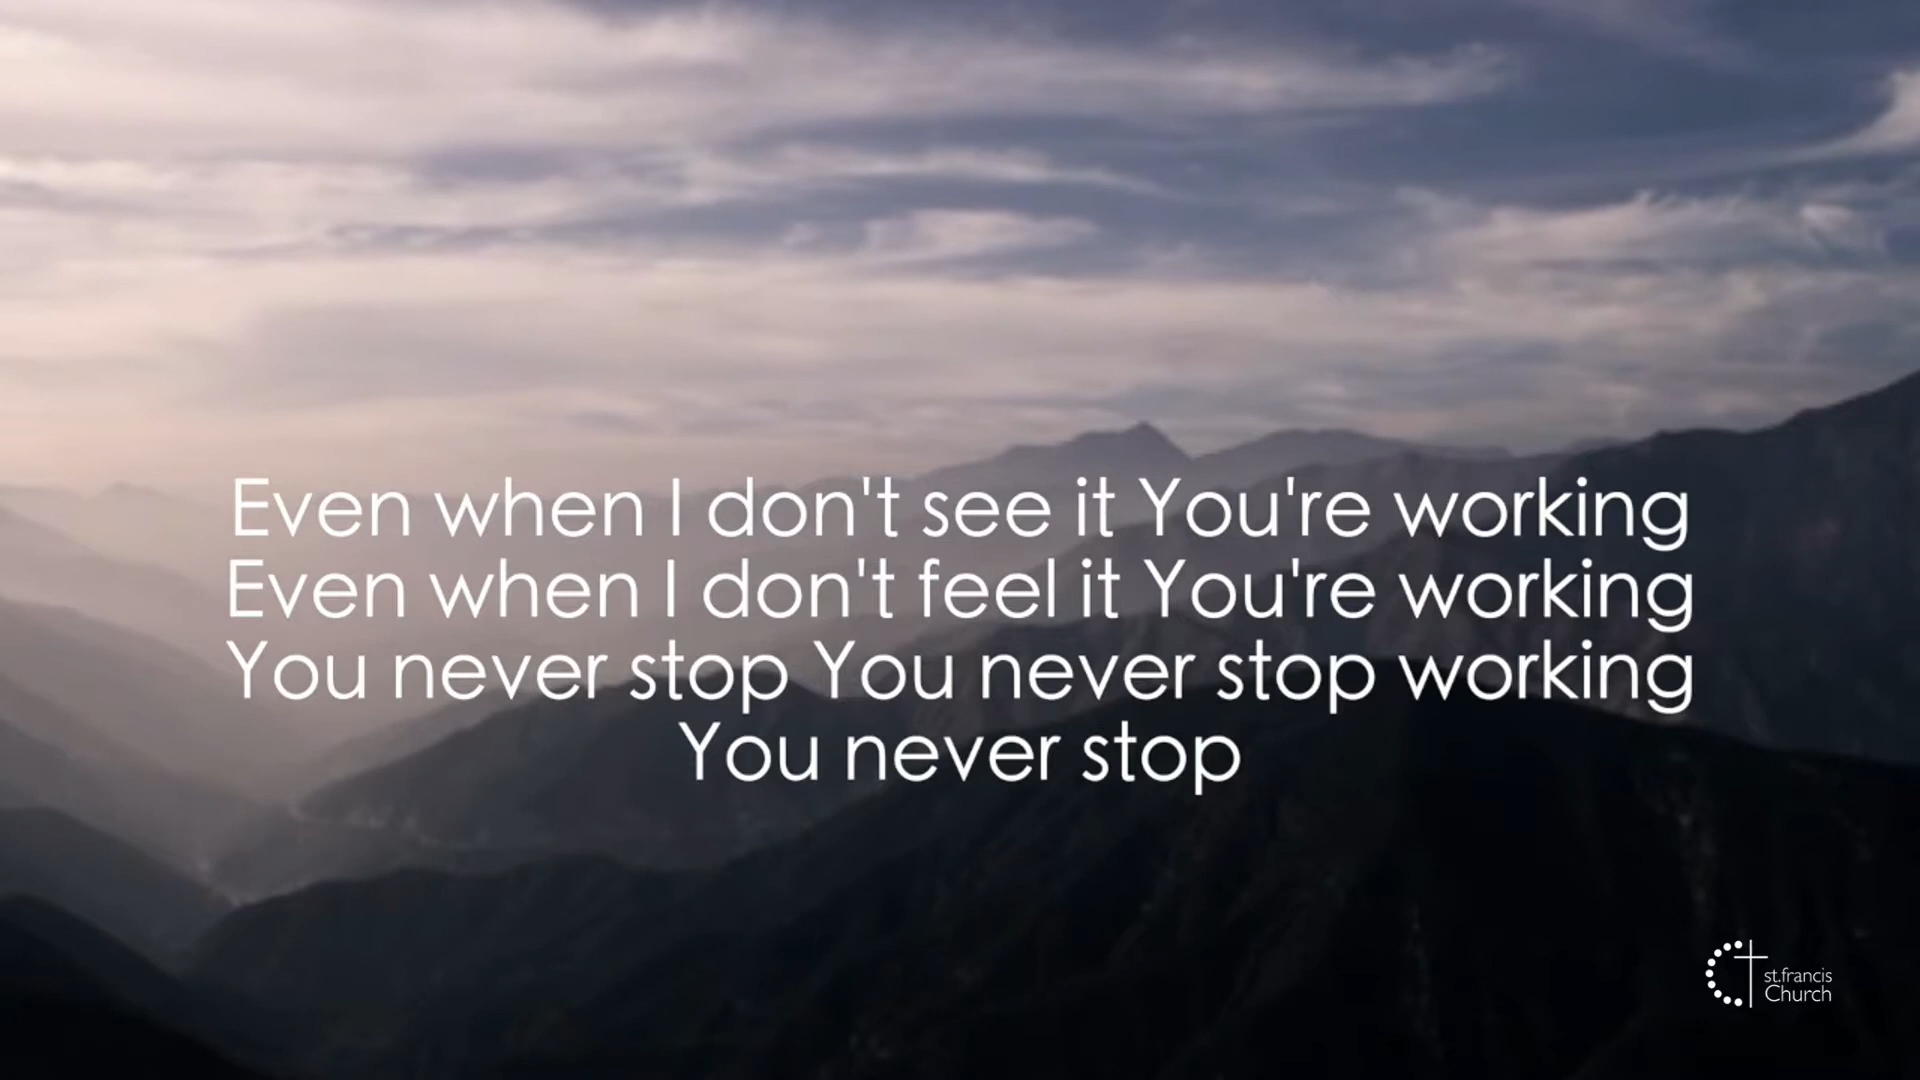 Even when I don't see it You're working
Even when I don't feel it You're working
You never stop You never stop working
You never stop
st.francis
Church